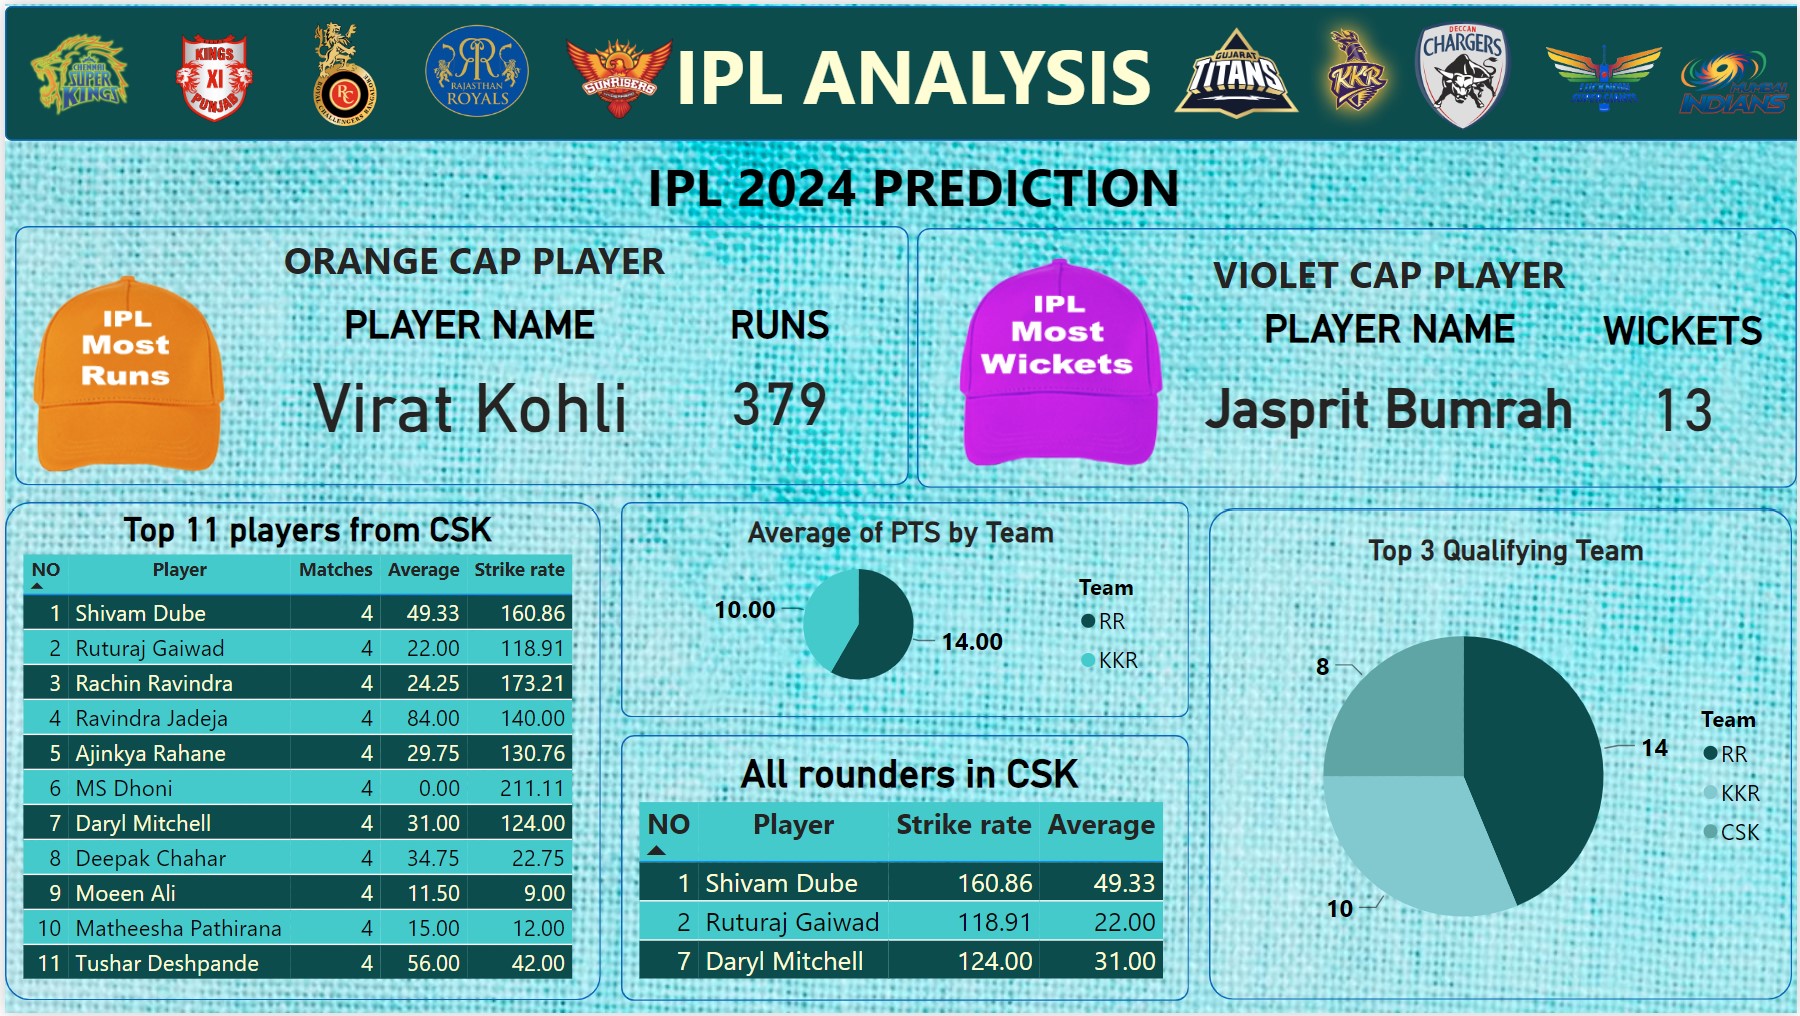 CHENNAI
SUPER
KINGS
KINGS
XI
PUNJAB
RC
ROYAL CHALLENGERS BANGALORE
RR
RAJASTHAN
ROYALS
SUNRISERS
IPL ANALYSIS
GUJARAT
TITANS
KKR
DECCAN
CHARGERS
MUMBAI
INDIANS
IPL 2024 PREDICTION
ORANGE CAP PLAYER
IPL
Most
Runs
PLAYER NAME RUNS
Virat Kohli 379
VIOLET CAP PLAYER
IPL
Most
Wickets
PLAYER NAME WICKETS
Jasprit Bumrah 13
Top 11 players from CSK
NO Player Matches Average Strike rate
1 Shivam Dube 4 49.33 160.86
2 Ruturaj Gaiwad 4 22.00 118.91
3 Rachin Ravindra 4 24.25 173.21
4 Ravindra Jadeja 4 84.00 140.00
5 Ajinkya Rahane 4 29.75 130.76
6 MS Dhoni 4 0.00 211.11
7 Daryl Mitchell 4 31.00 124.00
8 Deepak Chahar 4 34.75 22.75
9 Moeen Ali 4 11.50 9.00
10 Matheesha Pathirana 4 15.00 12.00
11 Tushar Deshpande 4 56.00 42.00
Average of PTS by Team
10.00
14.00
Team
RR
KKR
All rounders in CSK
NO Player Strike rate Average
1 Shivam Dube 160.86 49.33
2 Ruturaj Gaiwad 118.91 22.00
7 Daryl Mitchell 124.00 31.00
Top 3 Qualifying Team
8
14
10
Team
RR
KKR
CSK